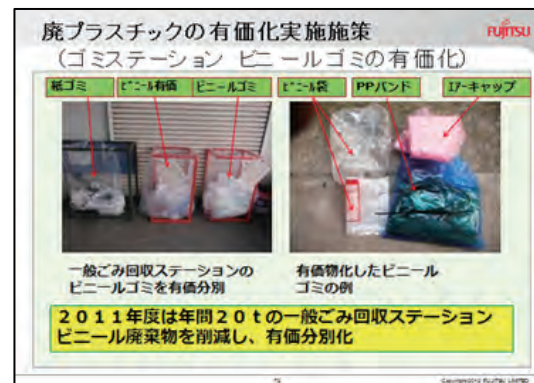 廃プラスチックの有価化実施施策
FUJITSU
(ゴミステーション ビニールゴミの有価化)
紙ゴミ ビニール有価 ビニールゴミ ビニール袋 PPバンド エアーキャップ
一般ごみ回収ステーションの
ビニールゴミを有価分別
有価物化したビニール
ゴミの例
2011年度は年間20tの一般ごみ回収ステーション
ビニール廃棄物を削減し、有価分別化